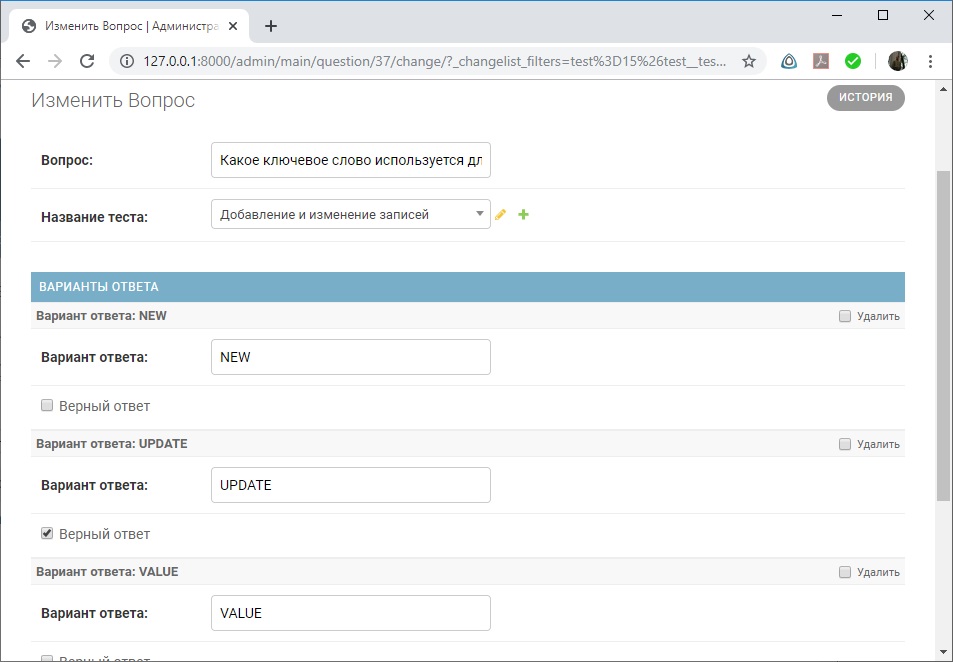 Изменить Вопрос | Администра
127.0.0.1:8000/admin/main/question/37/change/?_changelist_filters=test%3D15%26test__tes...
Изменить Вопрос
ИСТОРИЯ
Вопрос:
Какое ключевое слово используется дл
Название теста:
Добавление и изменение записей
ВАРИАНТЫ ОТВЕТА
Вариант ответа: NEW
Удалить
Вариант ответа:
NEW
Верный ответ
Вариант ответа: UPDATE
Удалить
Вариант ответа:
UPDATE
Верный ответ
Вариант ответа: VALUE
Удалить
Вариант ответа:
VALUE
Верный ответ